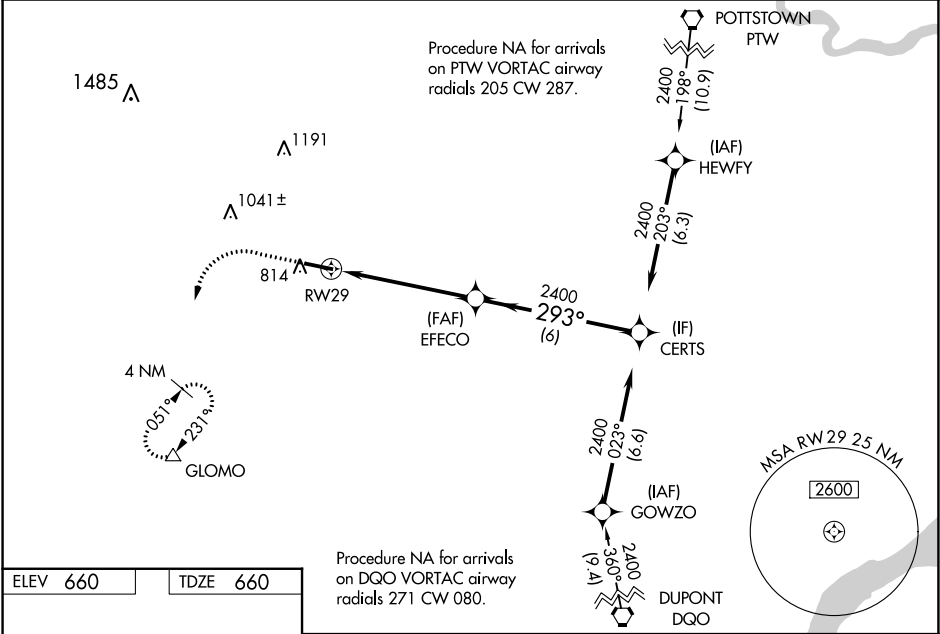 POTTSTOWN
PTW
Procedure NA for arrivals
on PTW VORTAC airway
radials 205 CW 287.
2400
198°
(10.9)
1485
1191
(IAF)
HEWFY
1041±
2400
203°
(6.3)
814
RW29
2400
293°
(6)
(FAF)
EFECO
(IF)
CERTS
4 NM
051°
231°
GLOMO
2400
023°
(6.6)
MSA RW29 25 NM
2600
(IAF)
GOWZO
Procedure NA for arrivals
on DQO VORTAC airway
radials 271 CW 080.
2400
360°
(9.4)
ELEV 660
TDZE 660
DUPONT
DQO